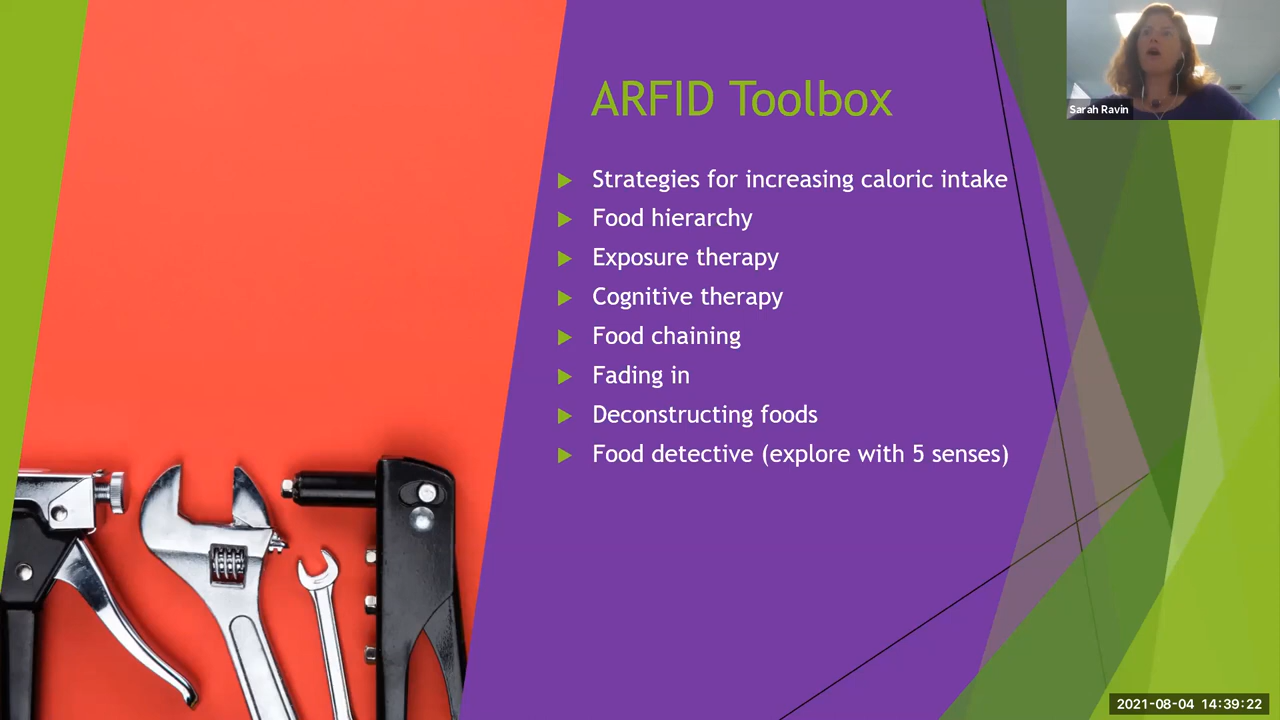 ARFID Toolbox
Strategies for increasing caloric intake
Food hierarchy
Exposure therapy
Cognitive therapy
Food chaining
Fading in
Deconstructing foods
Food detective (explore with 5 senses)
Sarah Ravin
2021-08-04 14:39:22